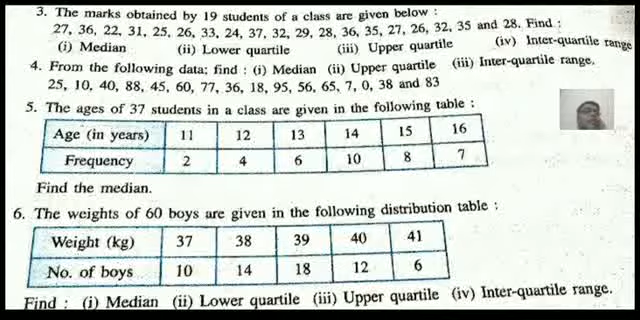 3. The marks obtained by 19 students of a class are given below :
27, 36, 22, 31, 25, 26, 33, 24, 37, 32, 29, 28, 36, 35, 27, 26, 32, 35 and 28. Find :
(i) Median (ii) Lower quartile (iii) Upper quartile (iv) Inter-quartile range
4. From the following data; find : (i) Median (ii) Upper quartile (iii) Inter-quartile range.
25, 10, 40, 88, 45, 60, 77, 36, 18, 95, 56, 65, 7, 0, 38 and 83
5. The ages of 37 students in a class are given in the following table :
Age (in years) 11 12 13 14 15 16
Frequency 2 4 6 10 8 7
Find the median.
6. The weights of 60 boys are given in the following distribution table :
Weight (kg) 37 38 39 40 41
No. of boys 10 14 18 12 6
Find : (i) Median (ii) Lower quartile (iii) Upper quartile (iv) Inter-quartile range.